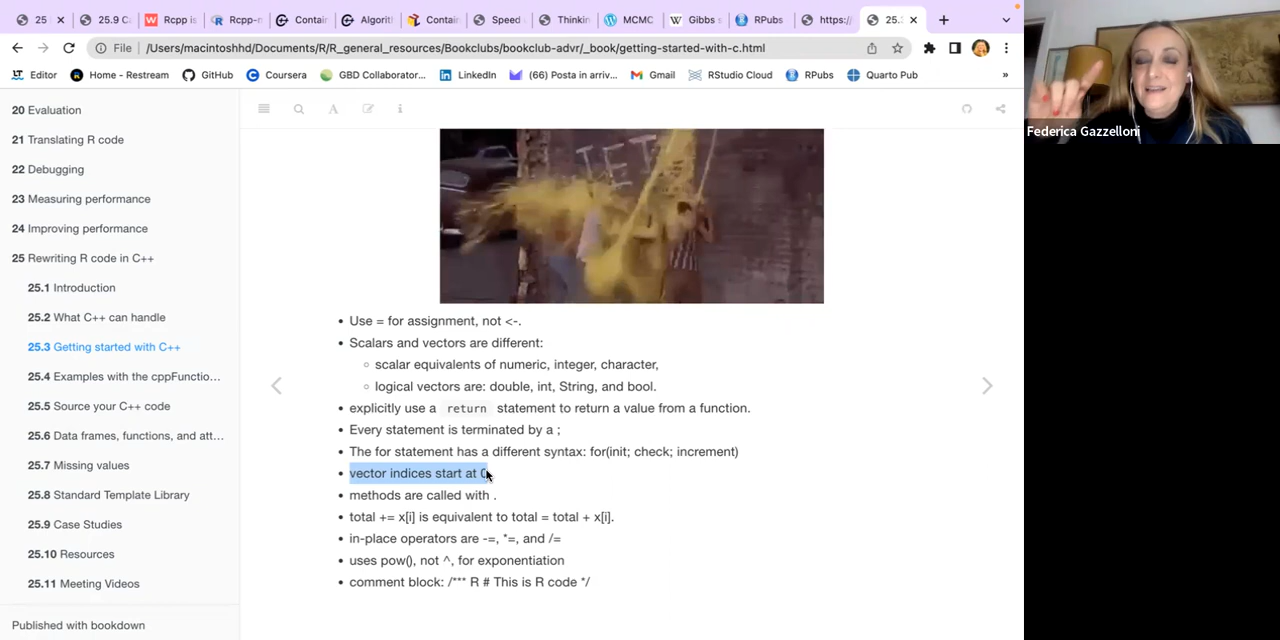 25
25.9 C
Rcpp is
Rcpp-
Contain
Algorit
Contain
Speed
Thinkin
MCMC
Gibbs s
RPubs
https:/
25.
File
/Users/macintoshhd/Documents/R/R_general_resources/Bookclubs/bookclub-advr/_book/getting-started-with-c.html
Editor
Home - Restream
GitHub
Coursera
GBD Collaborator...
LinkedIn
(66) Posta in arriv...
Gmail
RStudio Cloud
RPubs
Quarto Pub
»
20 Evaluation
21 Translating R code
22 Debugging
23 Measuring performance
24 Improving performance
25 Rewriting R code in C++
25.1 Introduction
25.2 What C++ can handle
25.3 Getting started with C++
25.4 Examples with the cppFunctio...
25.5 Source your C++ code
25.6 Data frames, functions, and att...
25.7 Missing values
25.8 Standard Template Library
25.9 Case Studies
25.10 Resources
25.11 Meeting Videos
Published with bookdown
A
i
• Use = for assignment, not <-.
• Scalars and vectors are different:
◦ scalar equivalents of numeric, integer, character,
◦ logical vectors are: double, int, String, and bool.
• explicitly use a return statement to return a value from a function.
• Every statement is terminated by a ;
• The for statement has a different syntax: for(init; check; increment)
• vector indices start at 0
• methods are called with .
• total += x[i] is equivalent to total = total + x[i].
• in-place operators are -=, *=, and /=
• uses pow(), not ^, for exponentiation
• comment block: /*** R # This is R code */
Federica Gazzelloni